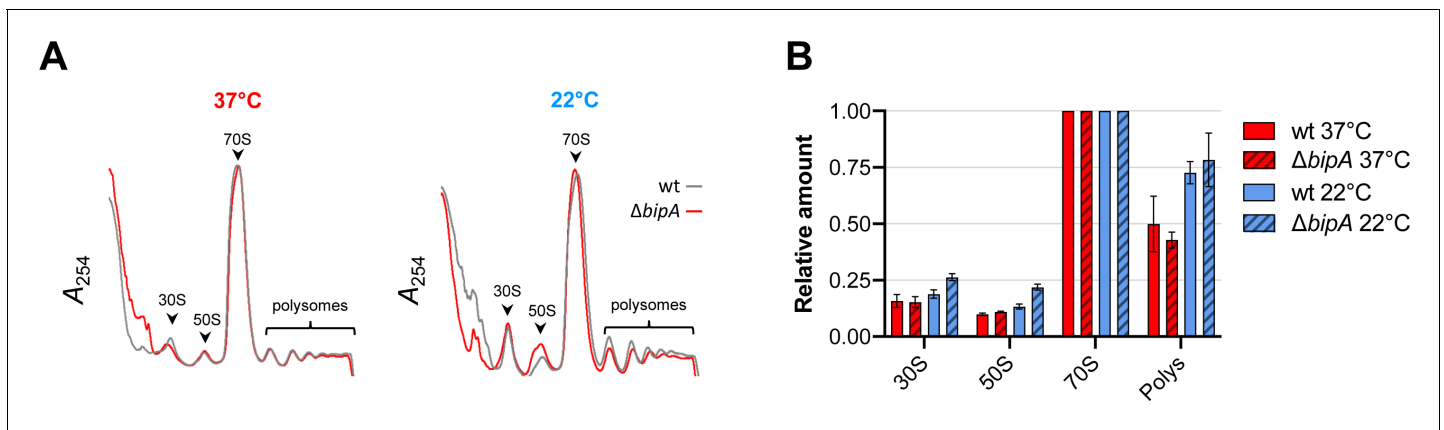 A
37°C
70S
30S
50S
polysomes
A254
22°C
70S
wt
ΔbipA
30S
50S
polysomes
A254
B
Relative amount
1.00
0.75
0.50
0.25
0.00
30S
50S
70S
Polys
wt 37°C
ΔbipA 37°C
wt 22°C
ΔbipA 22°C